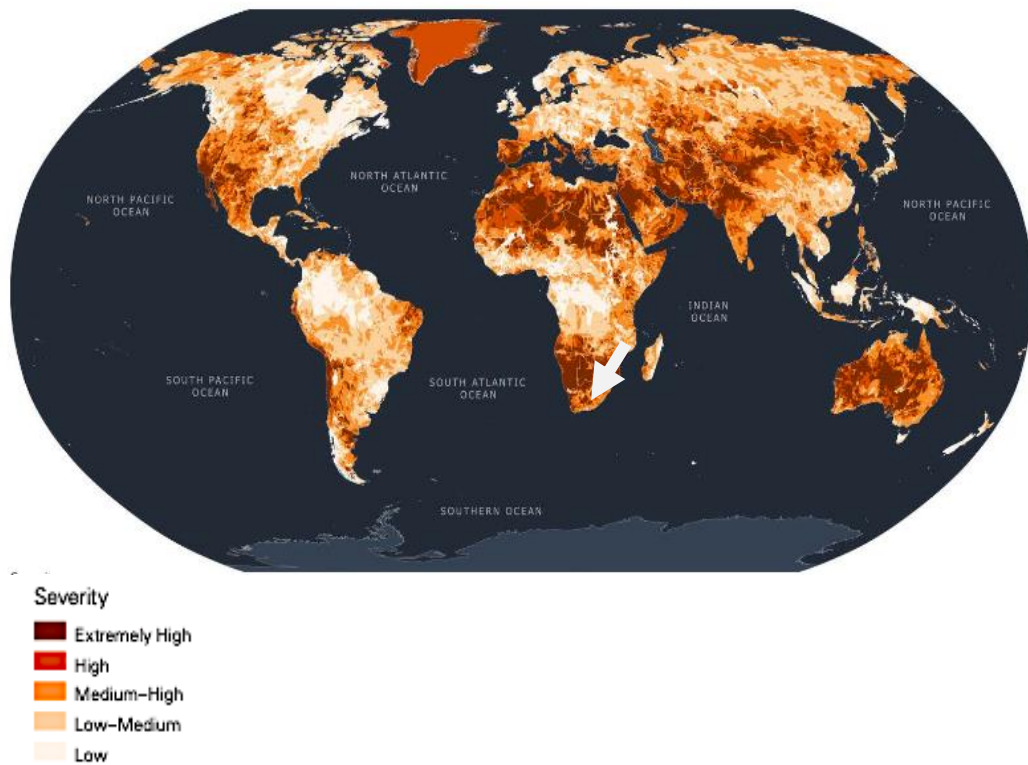 NORTH PACIFIC
OCEAN
NORTH ATLANTIC
OCEAN
NORTH PACIFIC
OCEAN
INDIAN
OCEAN
SOUTH PACIFIC
OCEAN
SOUTH ATLANTIC
OCEAN
SOUTHERN OCEAN
Severity
Extremely High
High
Medium-High
Low-Medium
Low